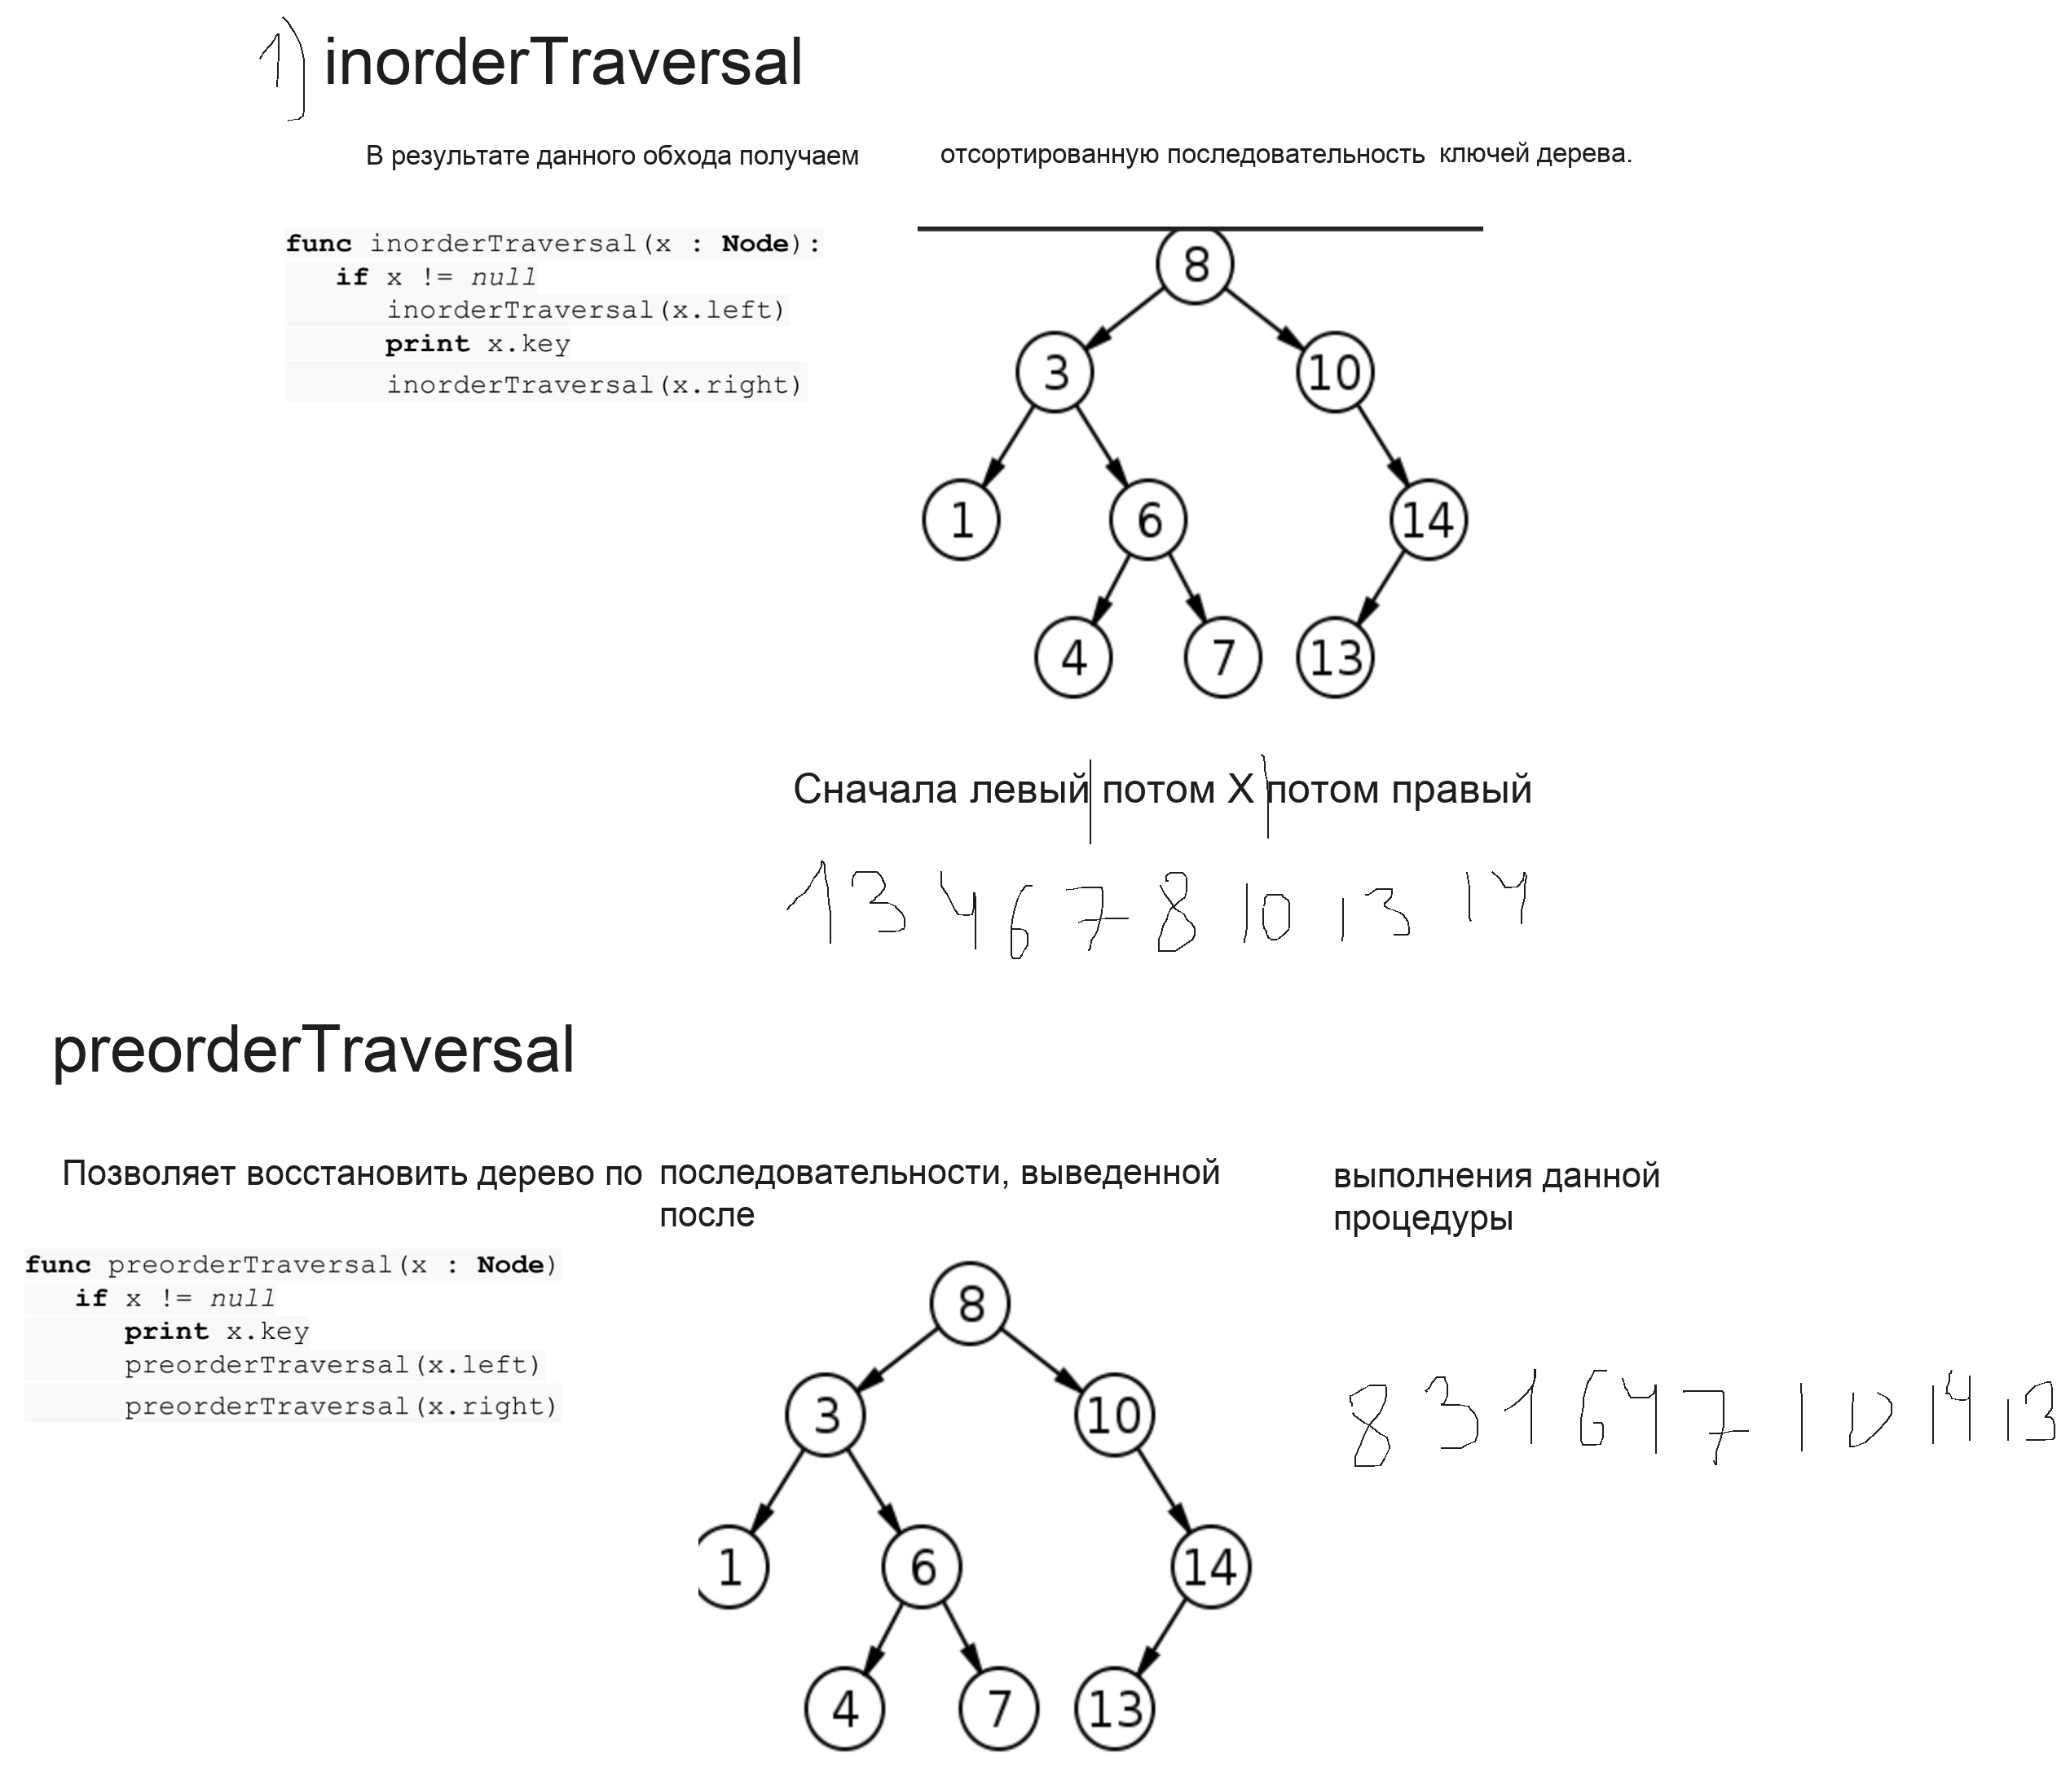 1) inorderTraversal
В результате данного обхода получаем отсортированную последовательность ключей дерева.
func inorderTraversal(x : Node):
if x != null
inorderTraversal(x.left)
print x.key
inorderTraversal(x.right)
8
3 10
1 6 14
4 7 13
Сначала левый потом X потом правый
1 3 4 6 7 8 10 13 14
preorderTraversal
Позволяет восстановить дерево по последовательности, выведенной
после
выполнения данной
процедуры
func preorderTraversal(x : Node)
if x != null
print x.key
preorderTraversal(x.left)
preorderTraversal(x.right)
8
3 10
1 6 14
4 7 13
8 3 1 6 4 7 10 14 13